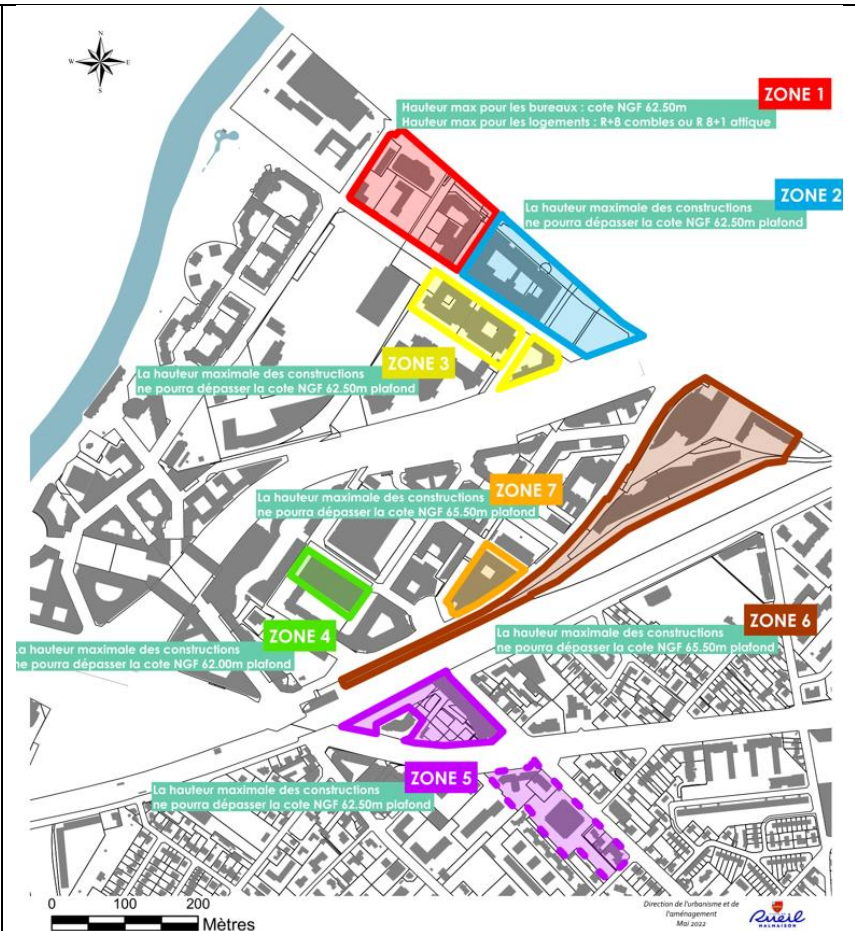 N
W E
S
ZONE 1
Hauteur max pour les bureaux : cote NGF 62.50m
Hauteur max pour les logements : R+8 combles ou R 8+1 attique
ZONE 2
La hauteur maximale des constructions
ne pourra dépasser la cote NGF 62.50m plafond
ZONE 3
La hauteur maximale des constructions
ne pourra dépasser la cote NGF 62.50m plafond
ZONE 7
La hauteur maximale des constructions
ne pourra dépasser la cote NGF 65.50m plafond
ZONE 6
La hauteur maximale des constructions
ne pourra dépasser la cote NGF 65.50m plafond
ZONE 4
La hauteur maximale des constructions
ne pourra dépasser la cote NGF 62.00m plafond
ZONE 5
La hauteur maximale des constructions
ne pourra dépasser la cote NGF 62.50m plafond
0 100 200
Mètres
Direction de l'urbanisme et de
l'aménagement
Mai 2022
Rueil
MALMAISON